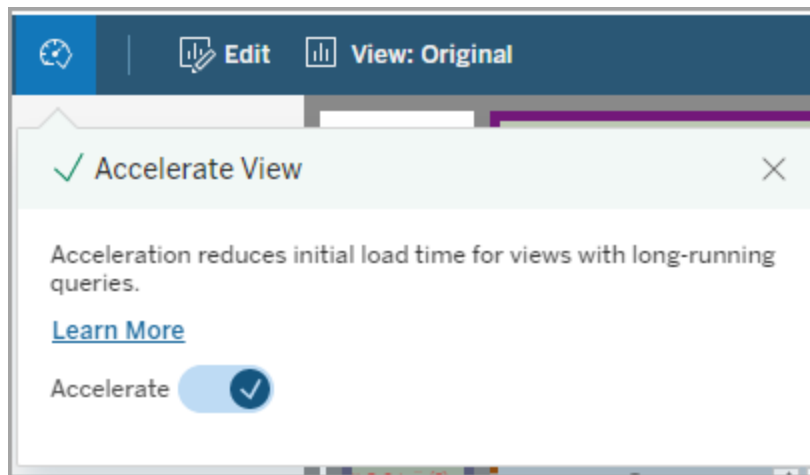 Edit View: Original
Accelerate View
Acceleration reduces initial load time for views with long-running
queries.
Learn More
Accelerate